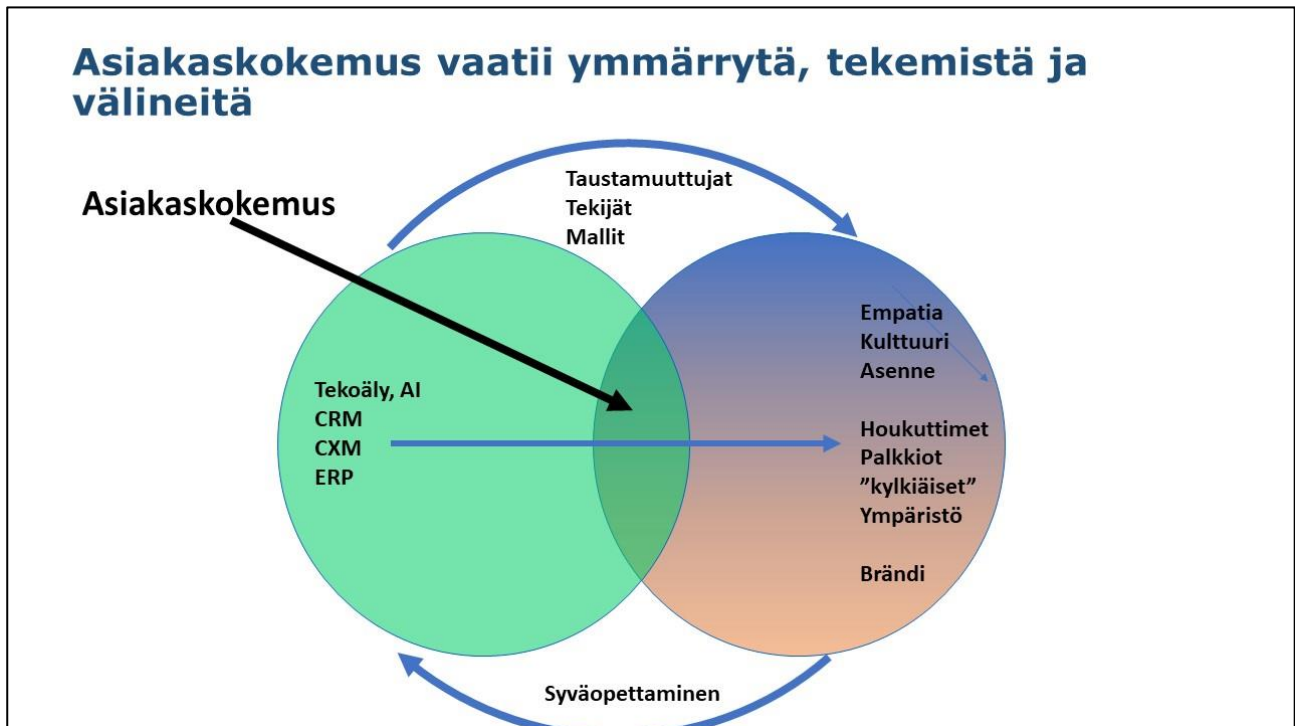 Asiakaskokemus vaatii ymmärrytä, tekemistä ja
välineitä
Asiakaskokemus
Taustamuuttujat
Tekijät
Mallit
Tekoäly, AI
CRM
CXM
ERP
Empatia
Kulttuuri
Asenne
Houkuttimet
Palkkiot
”kylkiäiset”
Ympäristö
Brändi
Syväopettaminen